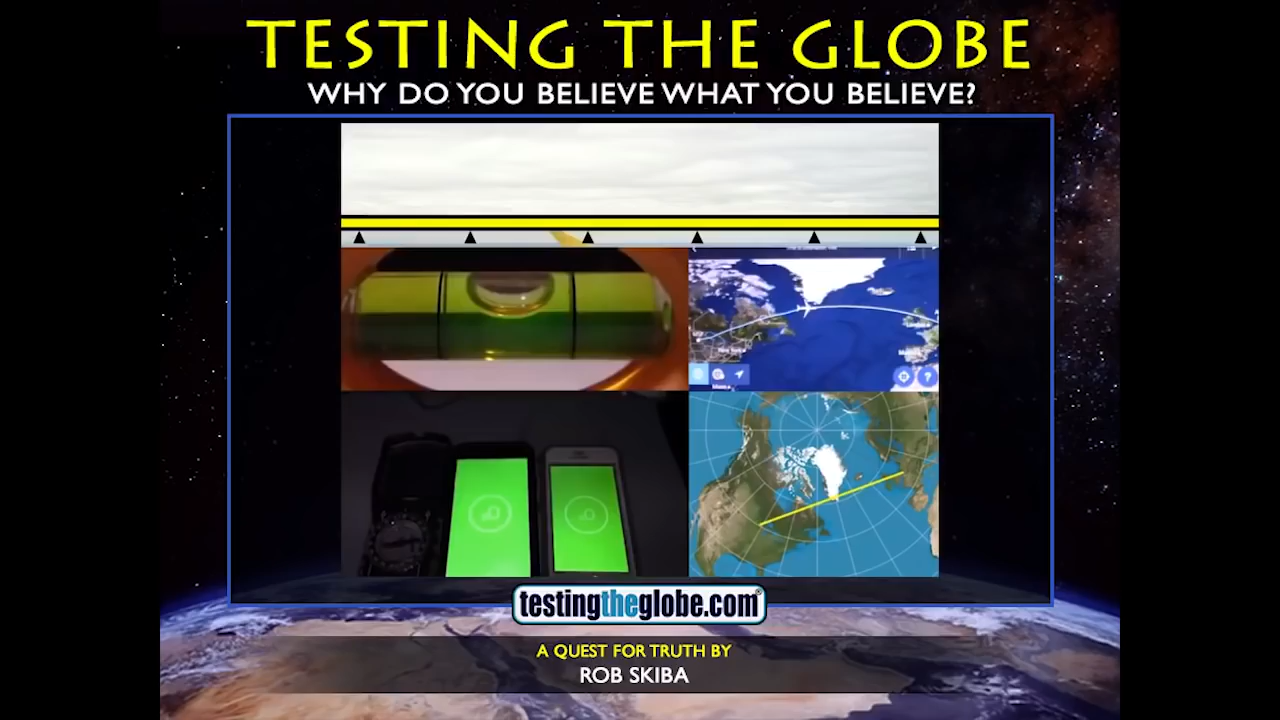 TESTING THE GLOBE
WHY DO YOU BELIEVE WHAT YOU BELIEVE?
testingtheglobe.com
A QUEST FOR TRUTH BY
ROB SKIBA